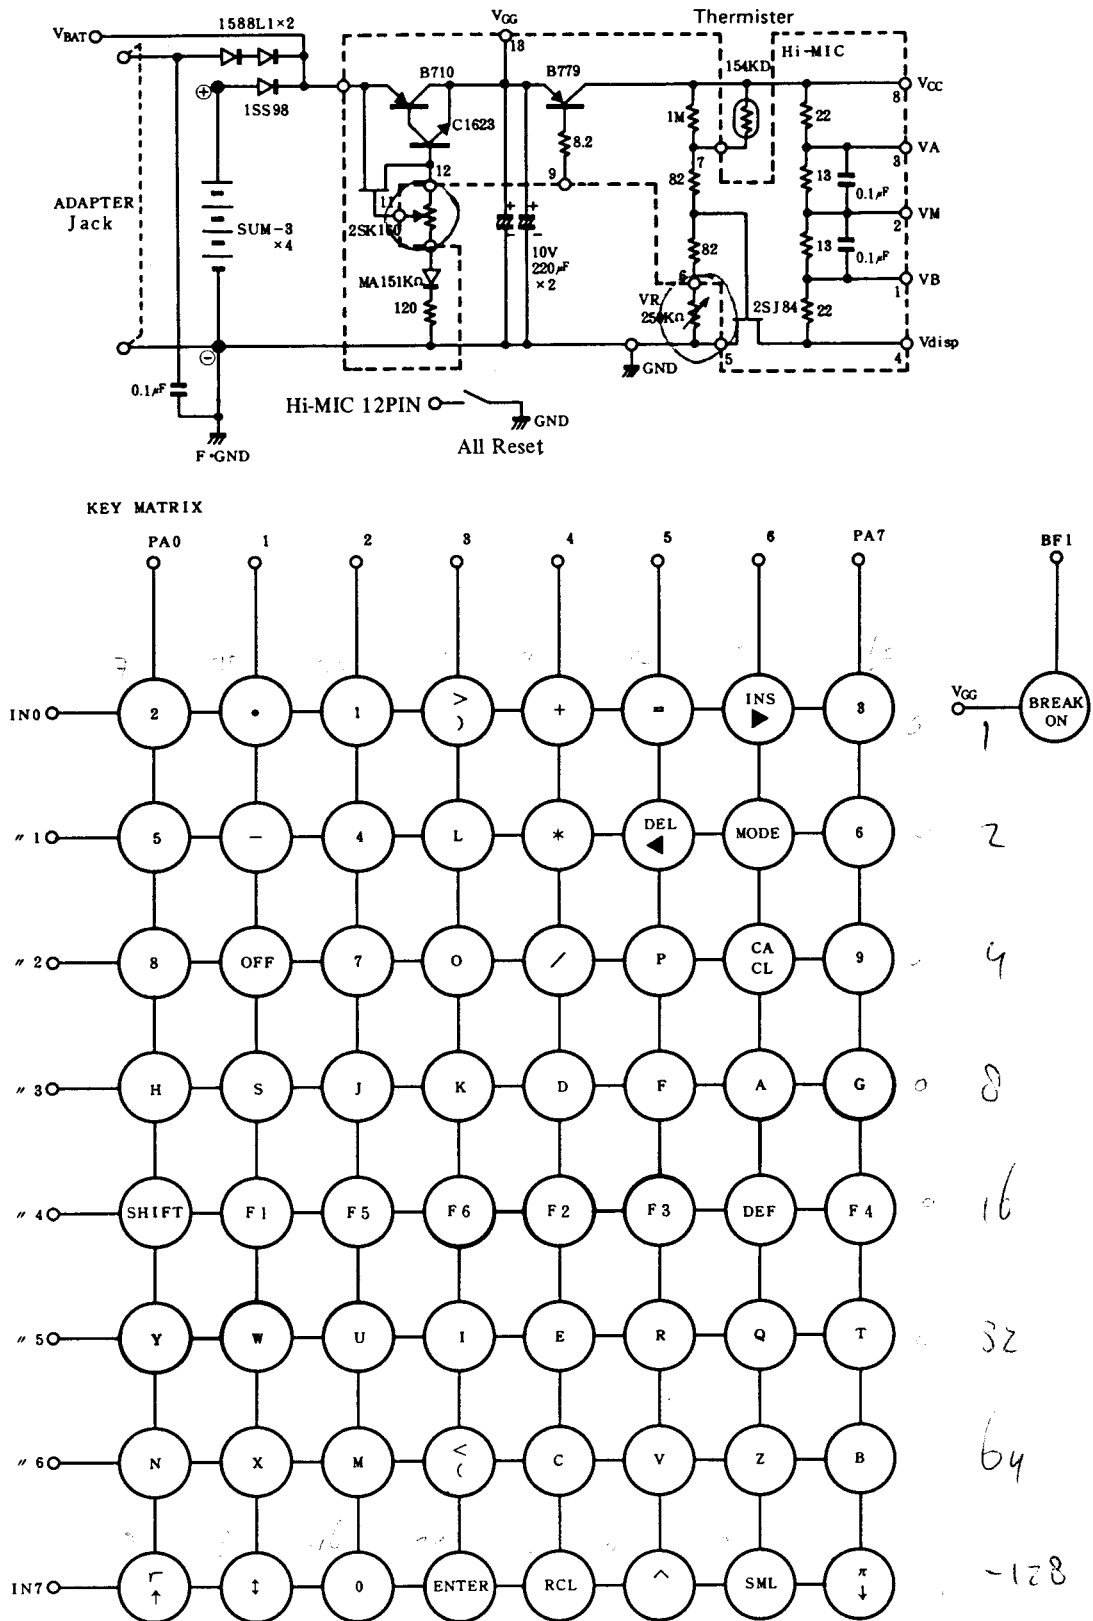 VGG
Thermister
1588L1×2
VBAT
13
Hi-MIC
154KD
B710
B779
1SS98
VCC
8
1M
22
C1623
8.2
VA
3
7
12
9
13
0.1μF
82
ADAPTER
Jack
11
SUM-3
×4
2SK160
VM
2
10V
220μF
×2
82
13
0.1μF
6
MA151KΩ
VB
1
VR
250KΩ
2SJ84
22
120
Vdisp
5
4
GND
0.1μF
Hi-MIC 12PIN
GND
All Reset
F•GND
KEY MATRIX
PA0 1 2 3 4 5 6 PA7 BF1
IN0 2 • 1 > ) + = INS ▶ 3 VGG BREAK ON
1
〃1 5 − 4 L * DEL ◀ MODE 6 2
〃2 8 OFF 7 O / P CA CL 9 4
〃3 H S J K D F A G 8
〃4 SHIFT F1 F5 F6 F2 F3 DEF F4 16
〃5 Y W U I E R Q T 32
〃6 N X M < ( C V Z B 64
IN7 ↑ ↕ 0 ENTER RCL ^ SML π ↓ -128